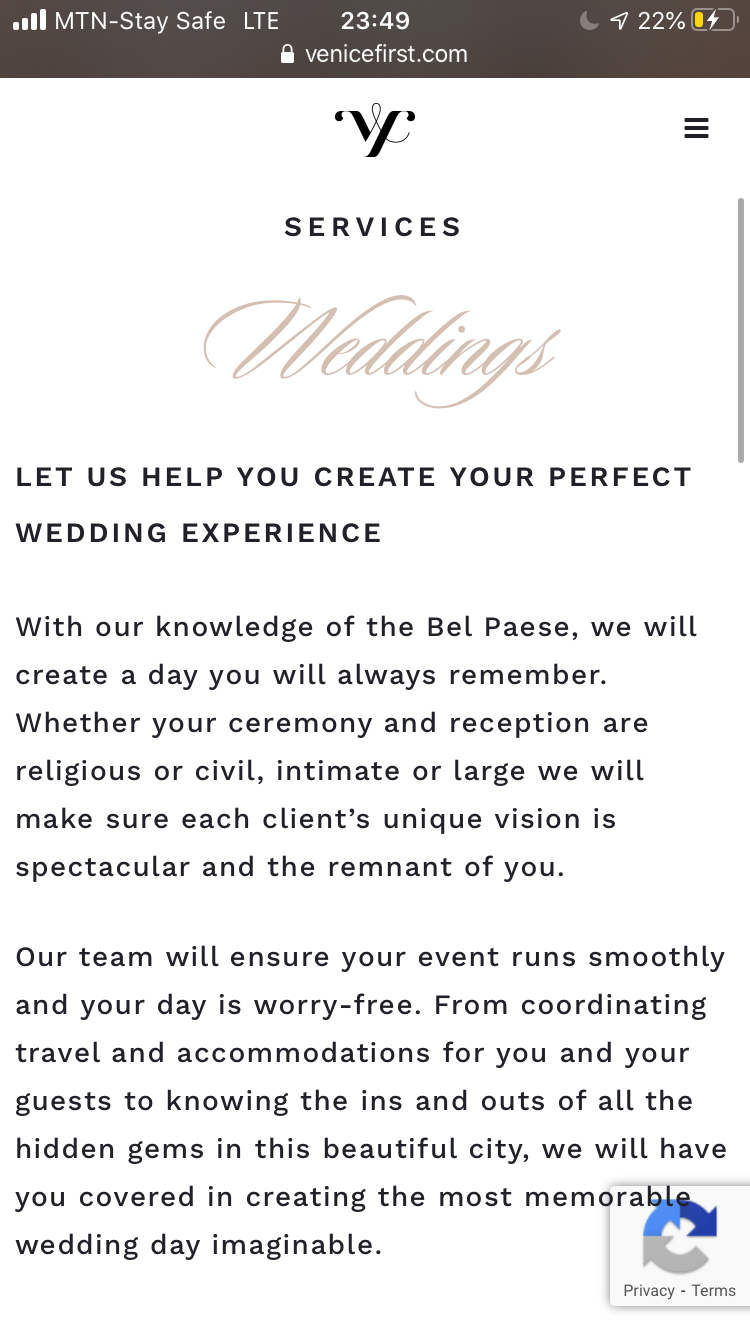 MTN-Stay Safe LTE 23:49 22%
venicefirst.com
SERVICES
Weddings
LET US HELP YOU CREATE YOUR PERFECT
WEDDING EXPERIENCE
With our knowledge of the Bel Paese, we will
create a day you will always remember.
Whether your ceremony and reception are
religious or civil, intimate or large we will
make sure each client’s unique vision is
spectacular and the remnant of you.
Our team will ensure your event runs smoothly
and your day is worry-free. From coordinating
travel and accommodations for you and your
guests to knowing the ins and outs of all the
hidden gems in this beautiful city, we will have
you covered in creating the most memorable
wedding day imaginable.
Privacy - Terms